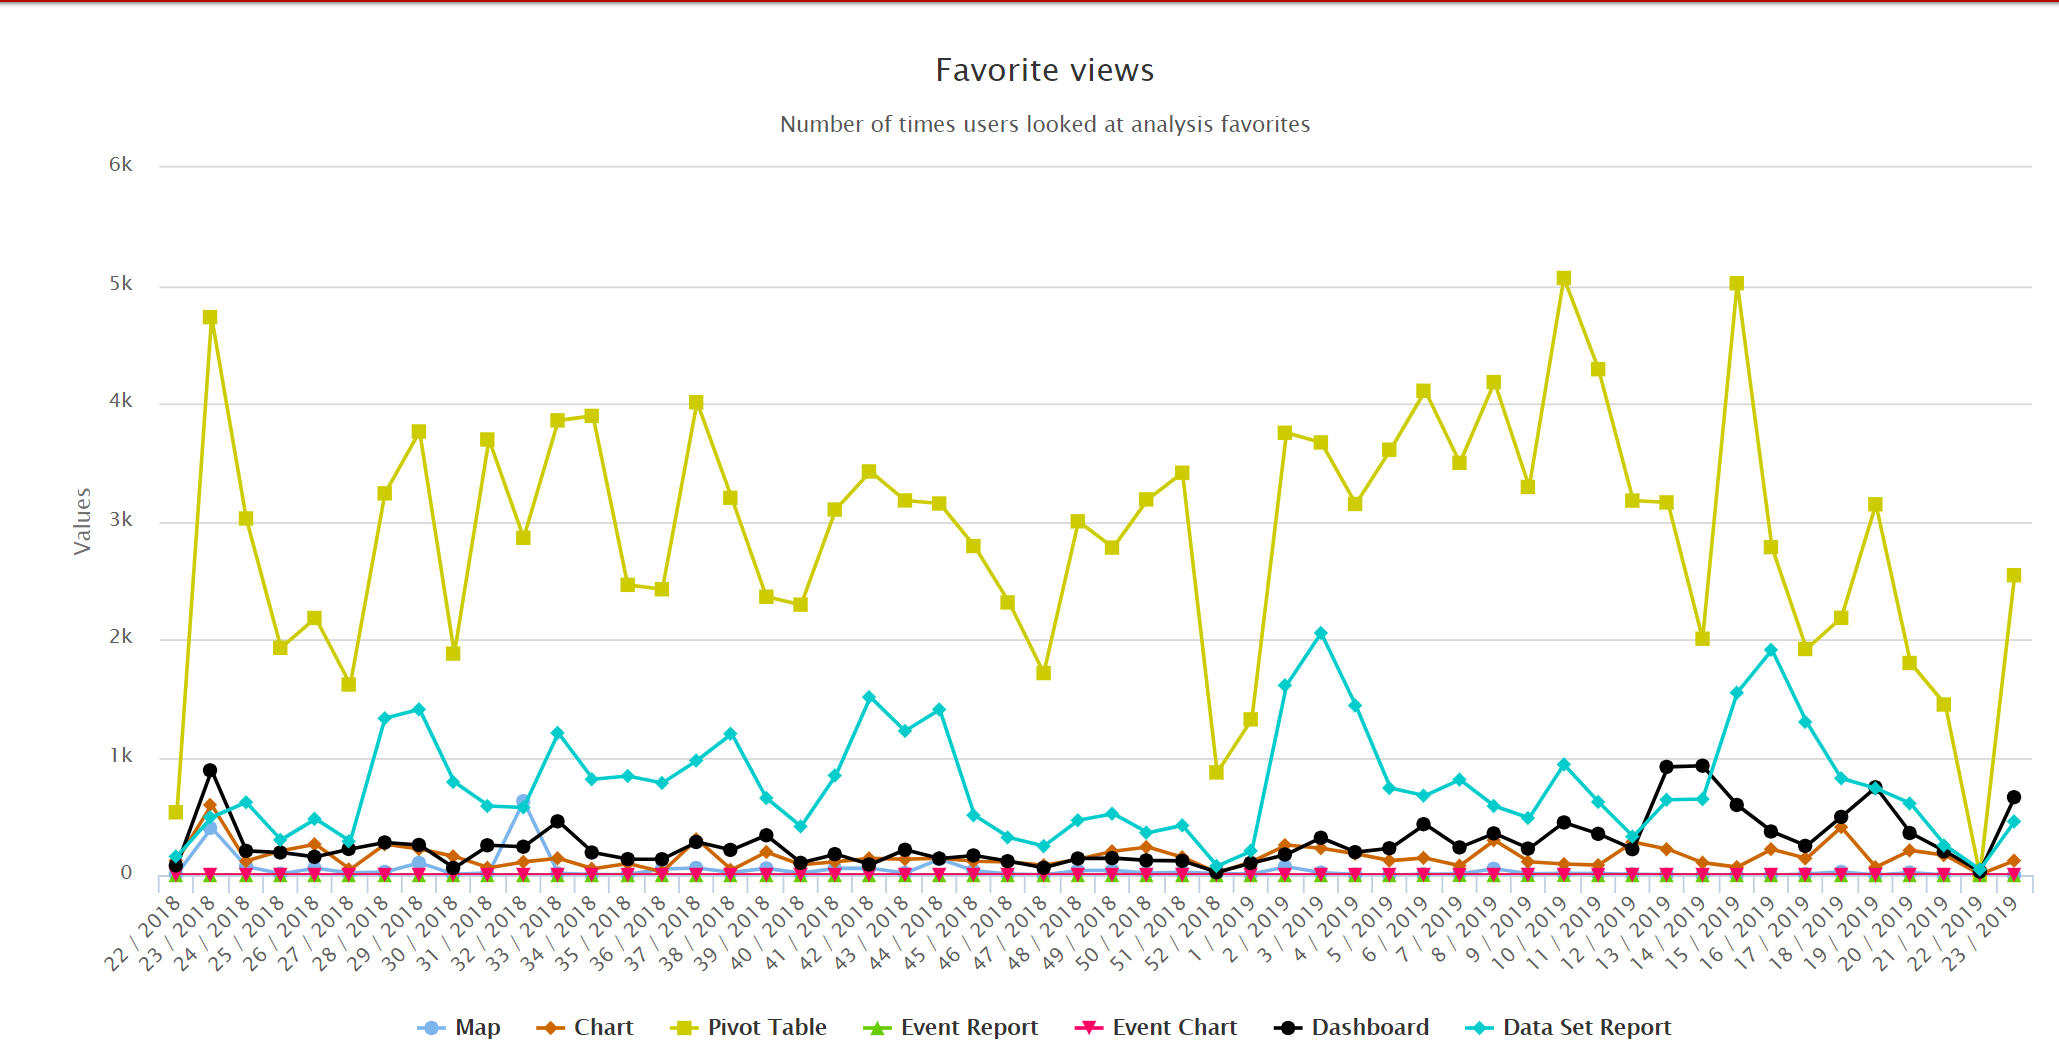 Favorite views
Number of times users looked at analysis favorites
6k
5k
4k
3k
2k
1k
0
Values
22 / 2018
23 / 2018
24 / 2018
25 / 2018
26 / 2018
27 / 2018
28 / 2018
29 / 2018
30 / 2018
31 / 2018
32 / 2018
33 / 2018
34 / 2018
35 / 2018
36 / 2018
37 / 2018
38 / 2018
39 / 2018
40 / 2018
41 / 2018
42 / 2018
43 / 2018
44 / 2018
45 / 2018
46 / 2018
47 / 2018
48 / 2018
49 / 2018
50 / 2018
51 / 2018
52 / 2018
1 / 2019
2 / 2019
3 / 2019
4 / 2019
5 / 2019
6 / 2019
7 / 2019
8 / 2019
9 / 2019
10 / 2019
11 / 2019
12 / 2019
13 / 2019
14 / 2019
15 / 2019
16 / 2019
17 / 2019
18 / 2019
19 / 2019
20 / 2019
21 / 2019
22 / 2019
23 / 2019
Map Chart Pivot Table Event Report Event Chart Dashboard Data Set Report